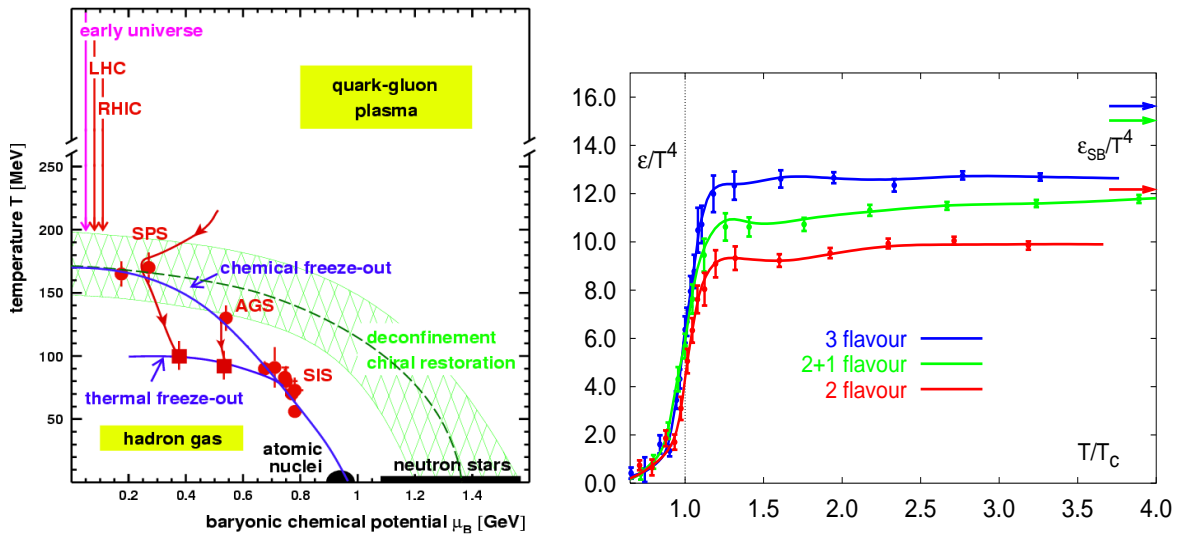 early universe
LHC
RHIC
quark-gluon
plasma
250
200
150
100
50
0
temperature T [MeV]
SPS
chemical freeze-out
AGS
deconfinement
chiral restoration
SIS
thermal freeze-out
hadron gas
atomic
nuclei
neutron stars
0.2 0.4 0.6 0.8 1 1.2 1.4
baryonic chemical potential μB [GeV]
16.0
14.0
12.0
10.0
8.0
6.0
4.0
2.0
0.0
ε/T⁴
εSB/T⁴
3 flavour
2+1 flavour
2 flavour
T/TC
1.0 1.5 2.0 2.5 3.0 3.5 4.0